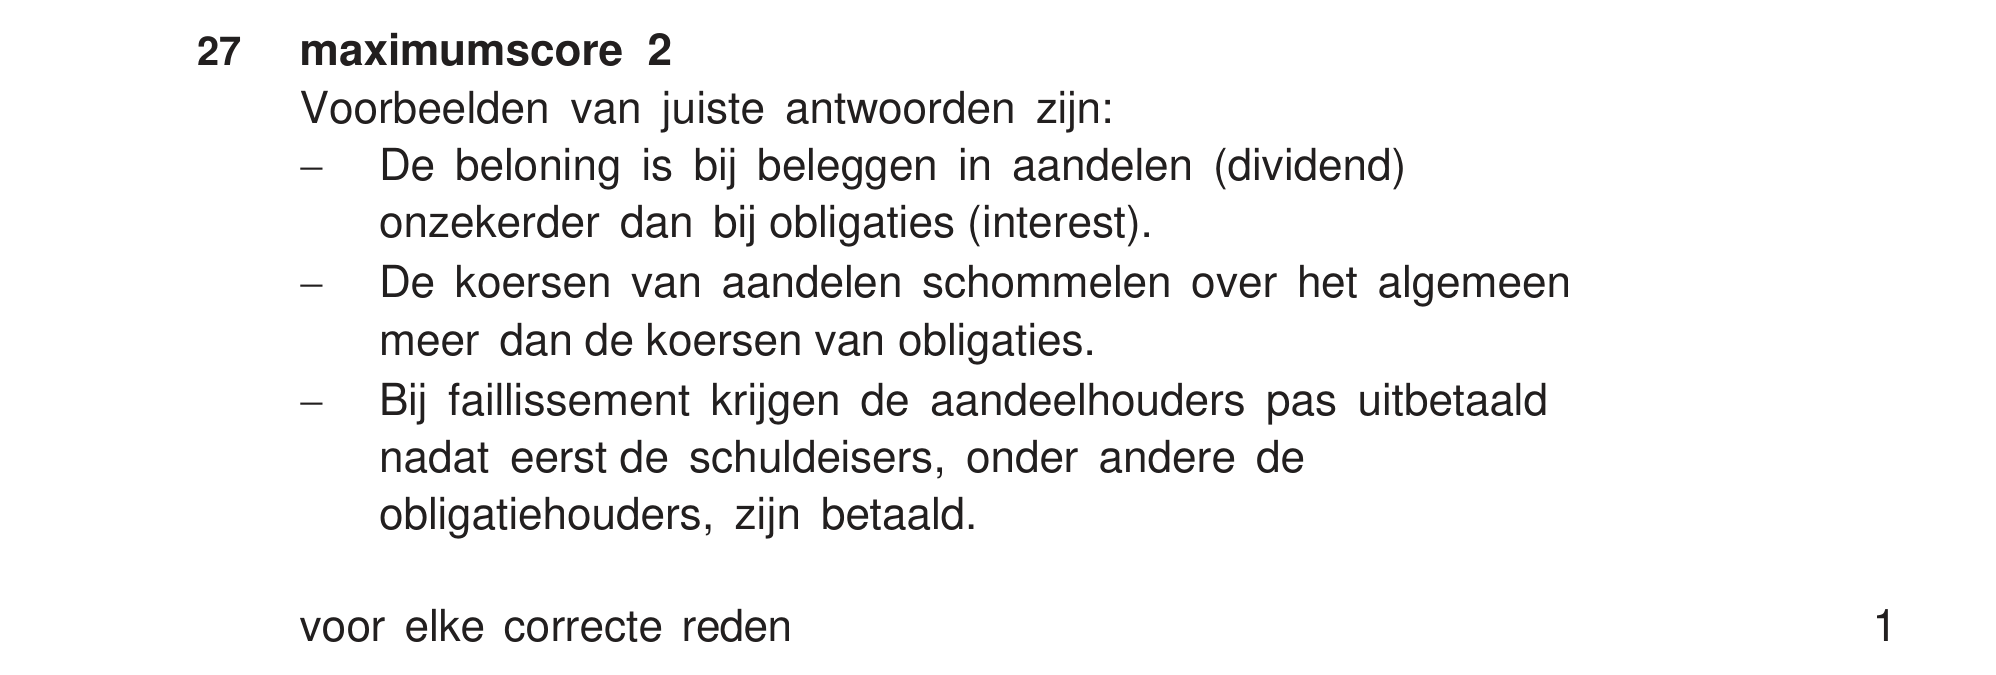 27 maximumscore 2
Voorbeelden van juiste antwoorden zijn:
− De beloning is bij beleggen in aandelen (dividend)
onzekerder dan bij obligaties (interest).
− De koersen van aandelen schommelen over het algemeen
meer dan de koersen van obligaties.
− Bij faillissement krijgen de aandeelhouders pas uitbetaald
nadat eerst de schuldeisers, onder andere de
obligatiehouders, zijn betaald.
voor elke correcte reden 1